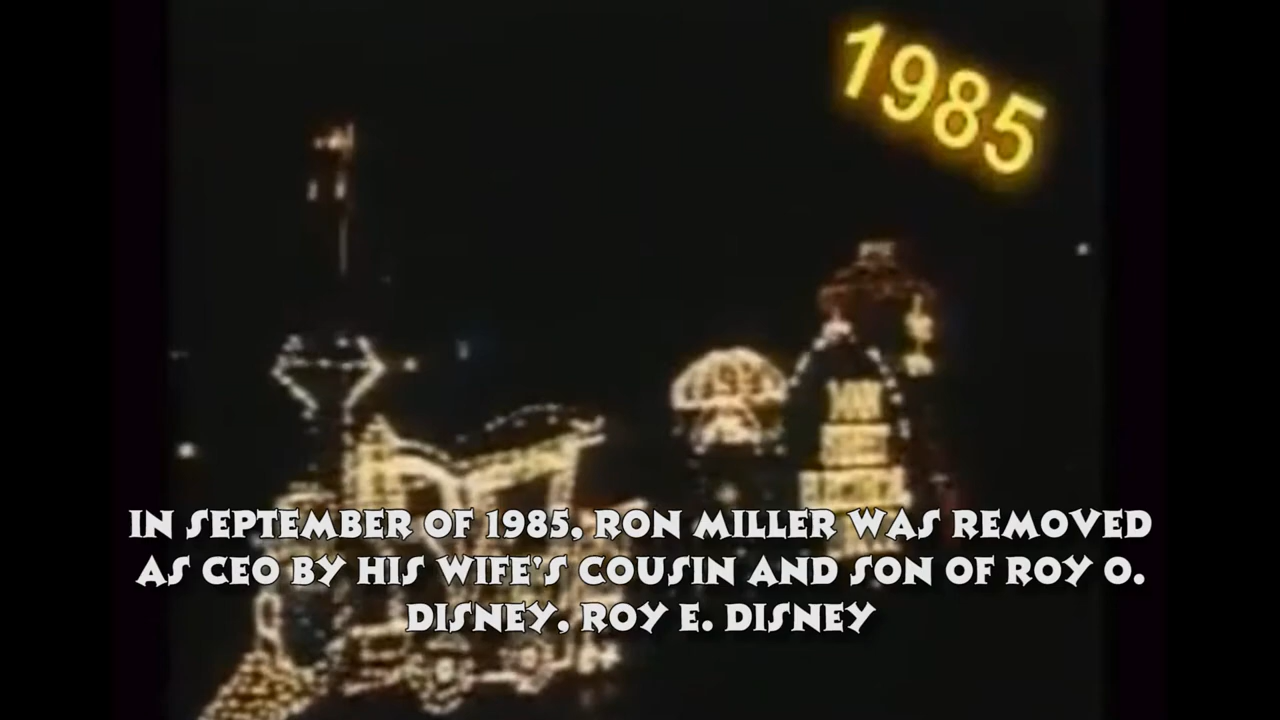 1985
IN SEPTEMBER OF 1985, RON MILLER WAS REMOVED
AS CEO BY HIS WIFE'S COUSIN AND SON OF ROY O.
DISNEY, ROY E. DISNEY